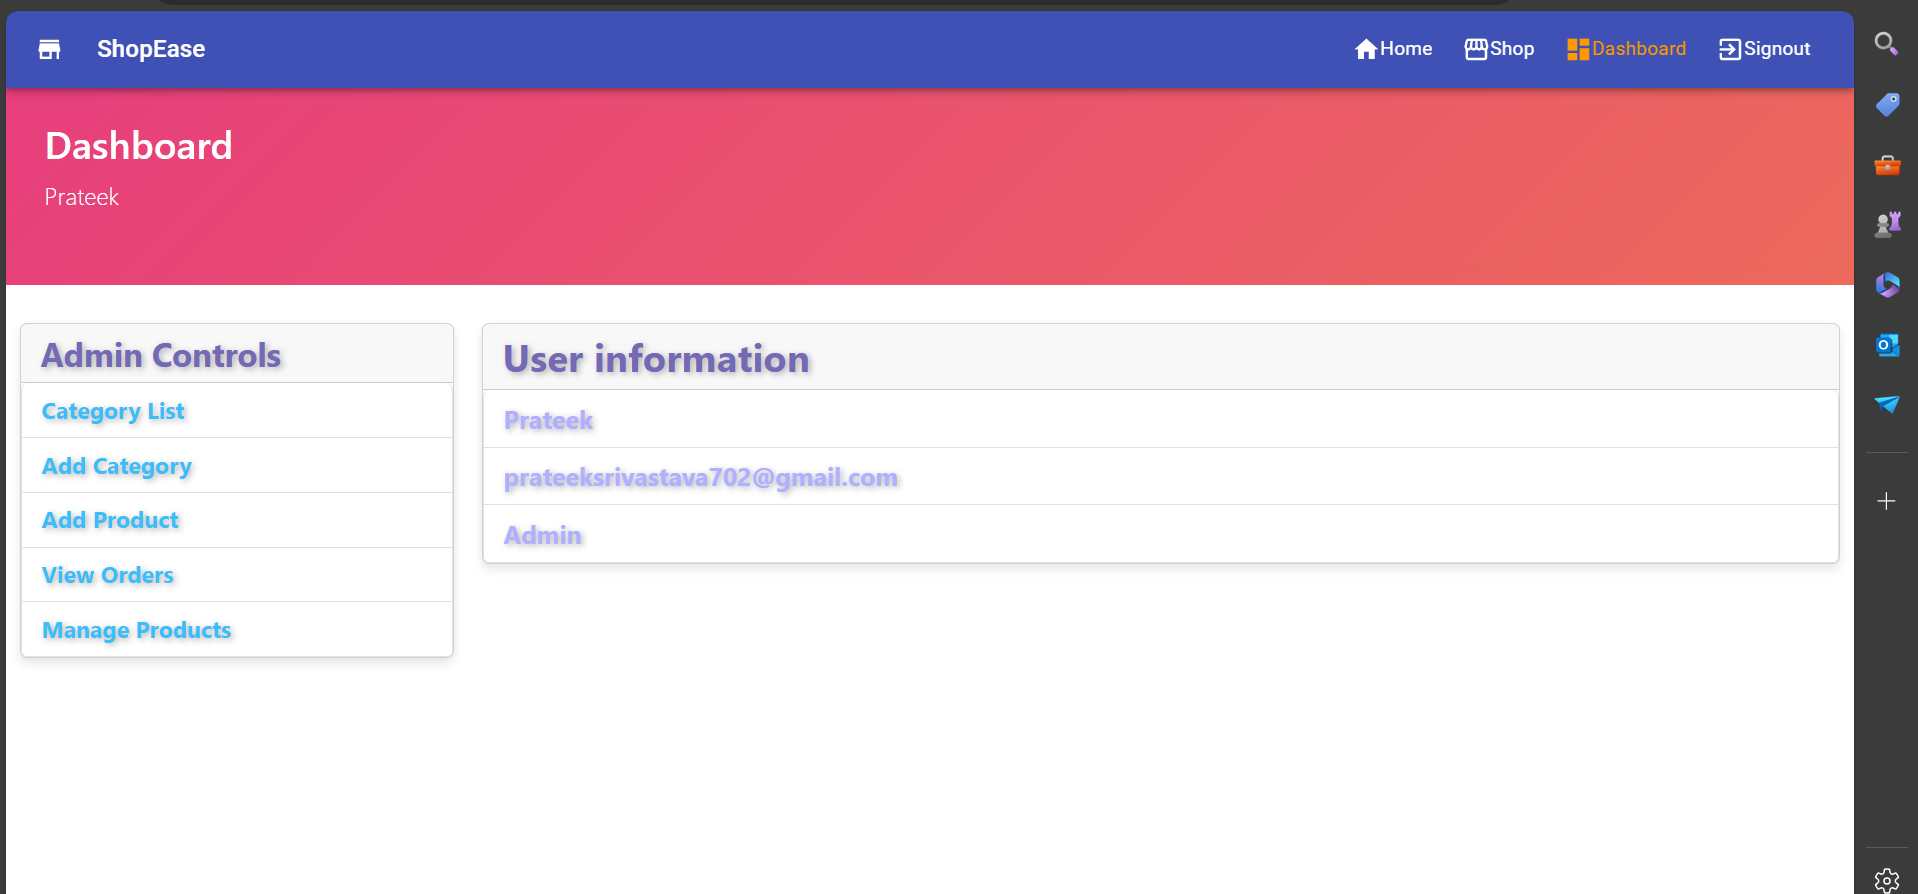 ShopEase
Home Shop Dashboard Signout
Dashboard
Prateek
Admin Controls
Category List
Add Category
Add Product
View Orders
Manage Products
User information
Prateek
prateeksrivastava702@gmail.com
Admin